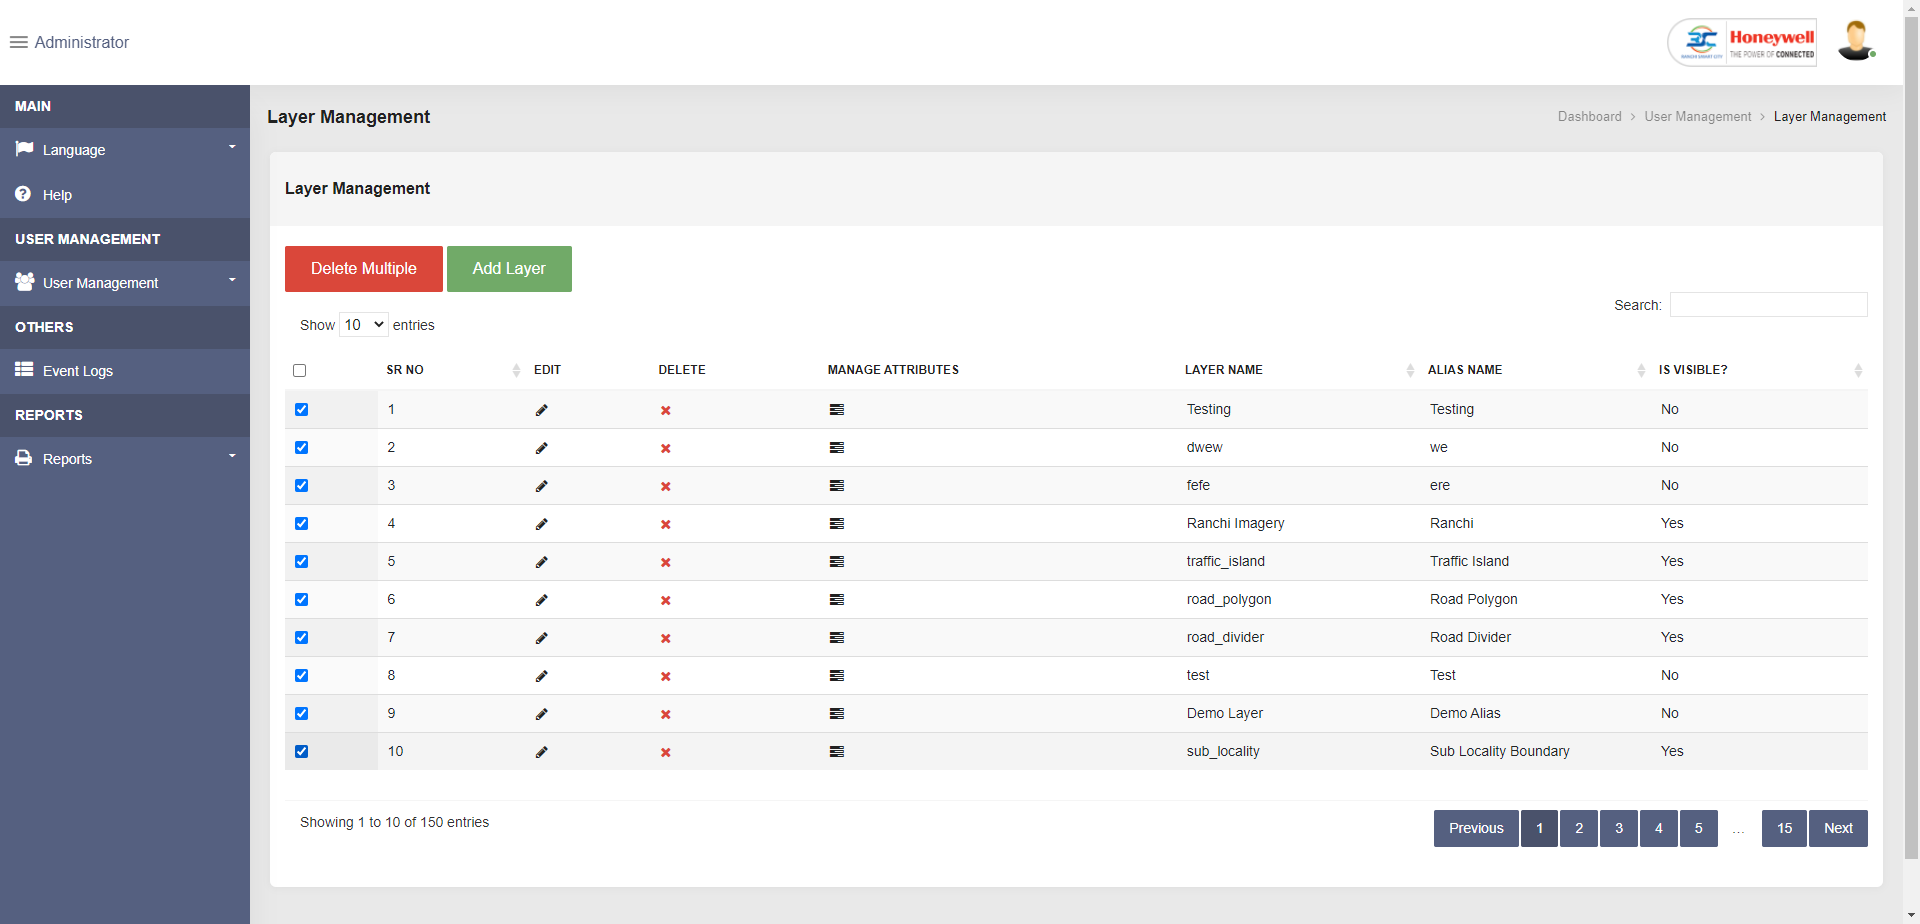 Administrator
Honeywell
THE POWER OF CONNECTED
RANCHI SMART CITY
MAIN
Language
Help
USER MANAGEMENT
User Management
OTHERS
Event Logs
REPORTS
Reports
Layer Management
Dashboard > User Management > Layer Management
Layer Management
Delete Multiple Add Layer
Search:
Show 10 entries
SR NO EDIT DELETE MANAGE ATTRIBUTES LAYER NAME ALIAS NAME IS VISIBLE?
1 Testing Testing No
2 dwew we No
3 fefe ere No
4 Ranchi Imagery Ranchi Yes
5 traffic_island Traffic Island Yes
6 road_polygon Road Polygon Yes
7 road_divider Road Divider Yes
8 test Test No
9 Demo Layer Demo Alias No
10 sub_locality Sub Locality Boundary Yes
Showing 1 to 10 of 150 entries
Previous 1 2 3 4 5 … 15 Next